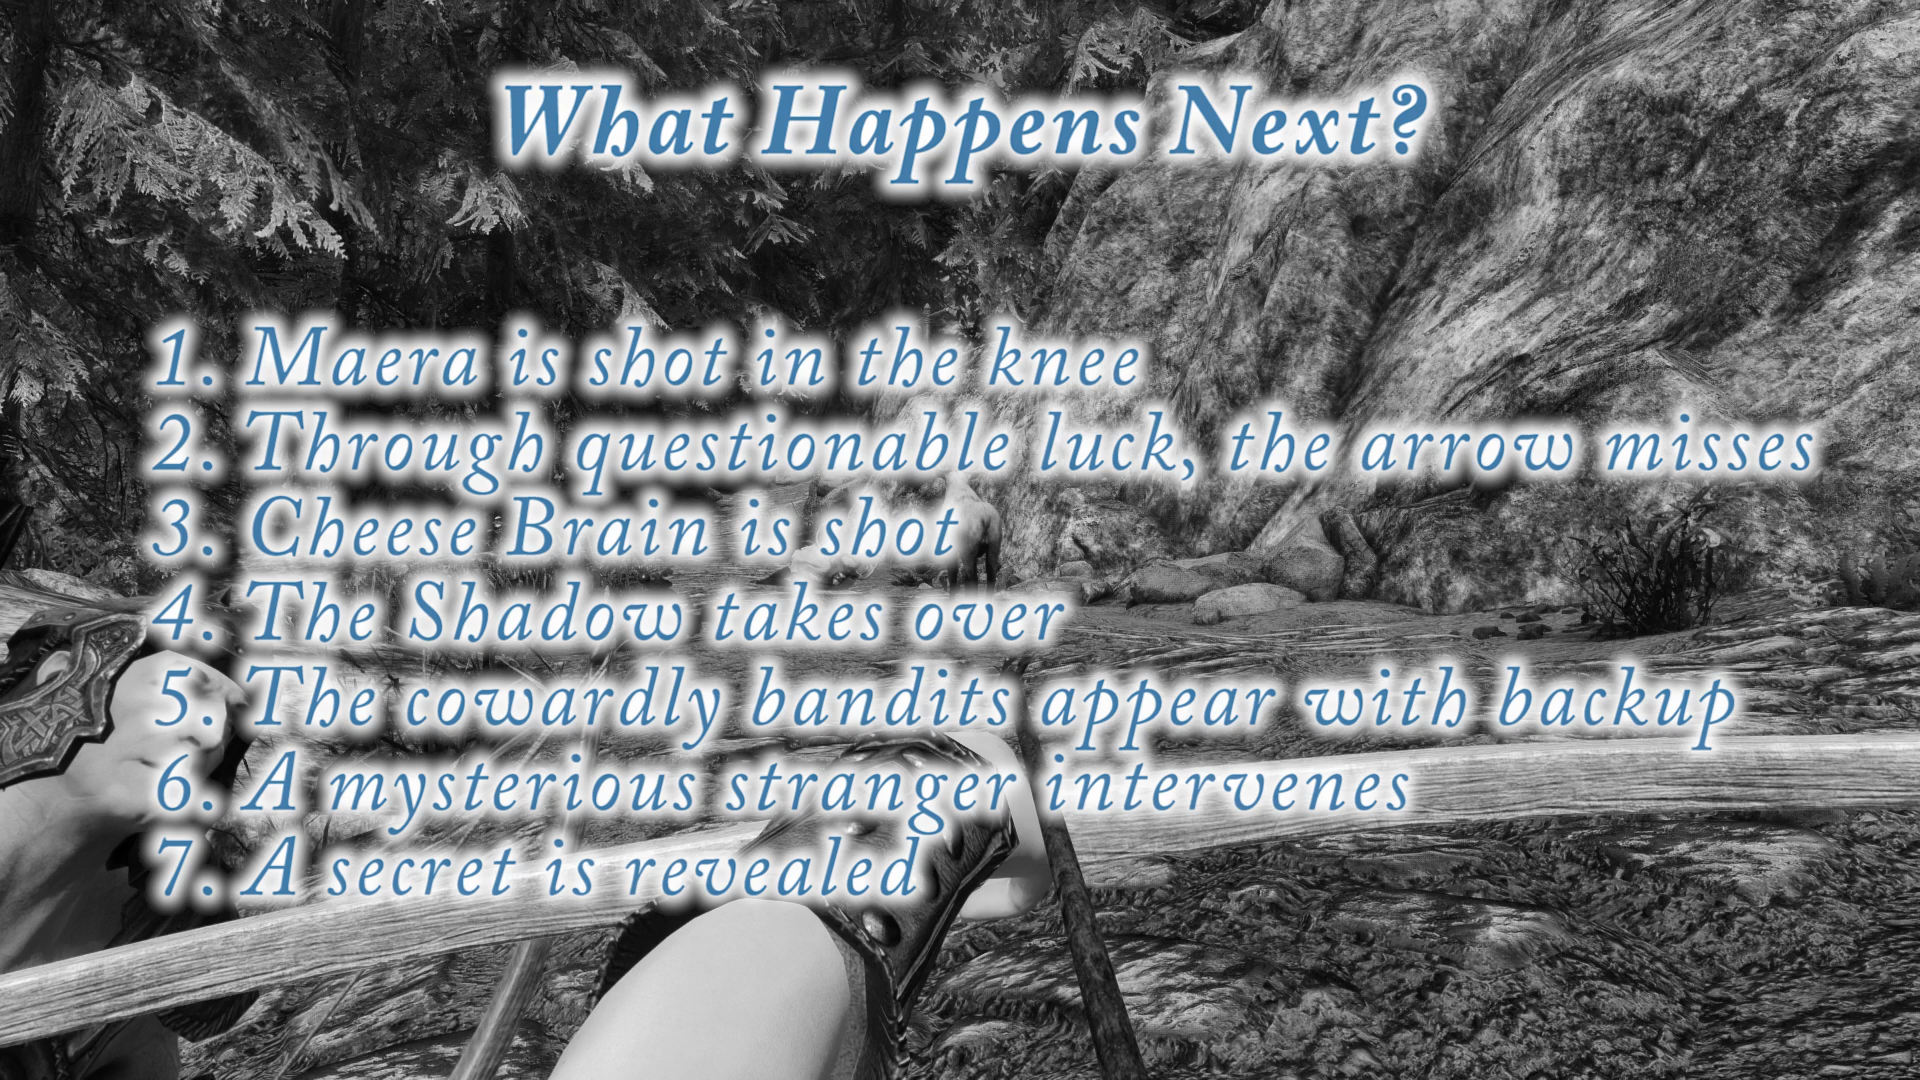 What Happens Next?
1. Maera is shot in the knee
2. Through questionable luck, the arrow misses
3. Cheese Brain is shot
4. The Shadow takes over
5. The cowardly bandits appear with backup
6. A mysterious stranger intervenes
7. A secret is revealed